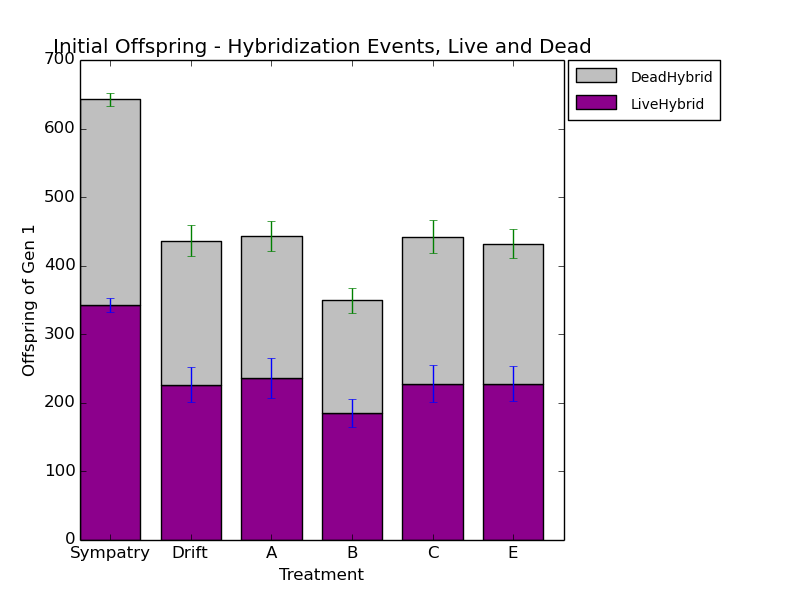 Initial Offspring - Hybridization Events, Live and Dead
DeadHybrid
LiveHybrid
Offspring of Gen 1
700
600
500
400
300
200
100
0
Sympatry Drift A B C E
Treatment